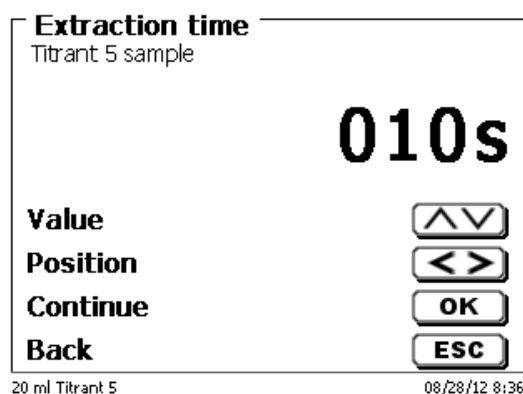 Extraction time
Titrant 5 sample
010s
Value
Position
Continue OK
Back ESC
20 ml Titrant 5 08/28/12 8:36